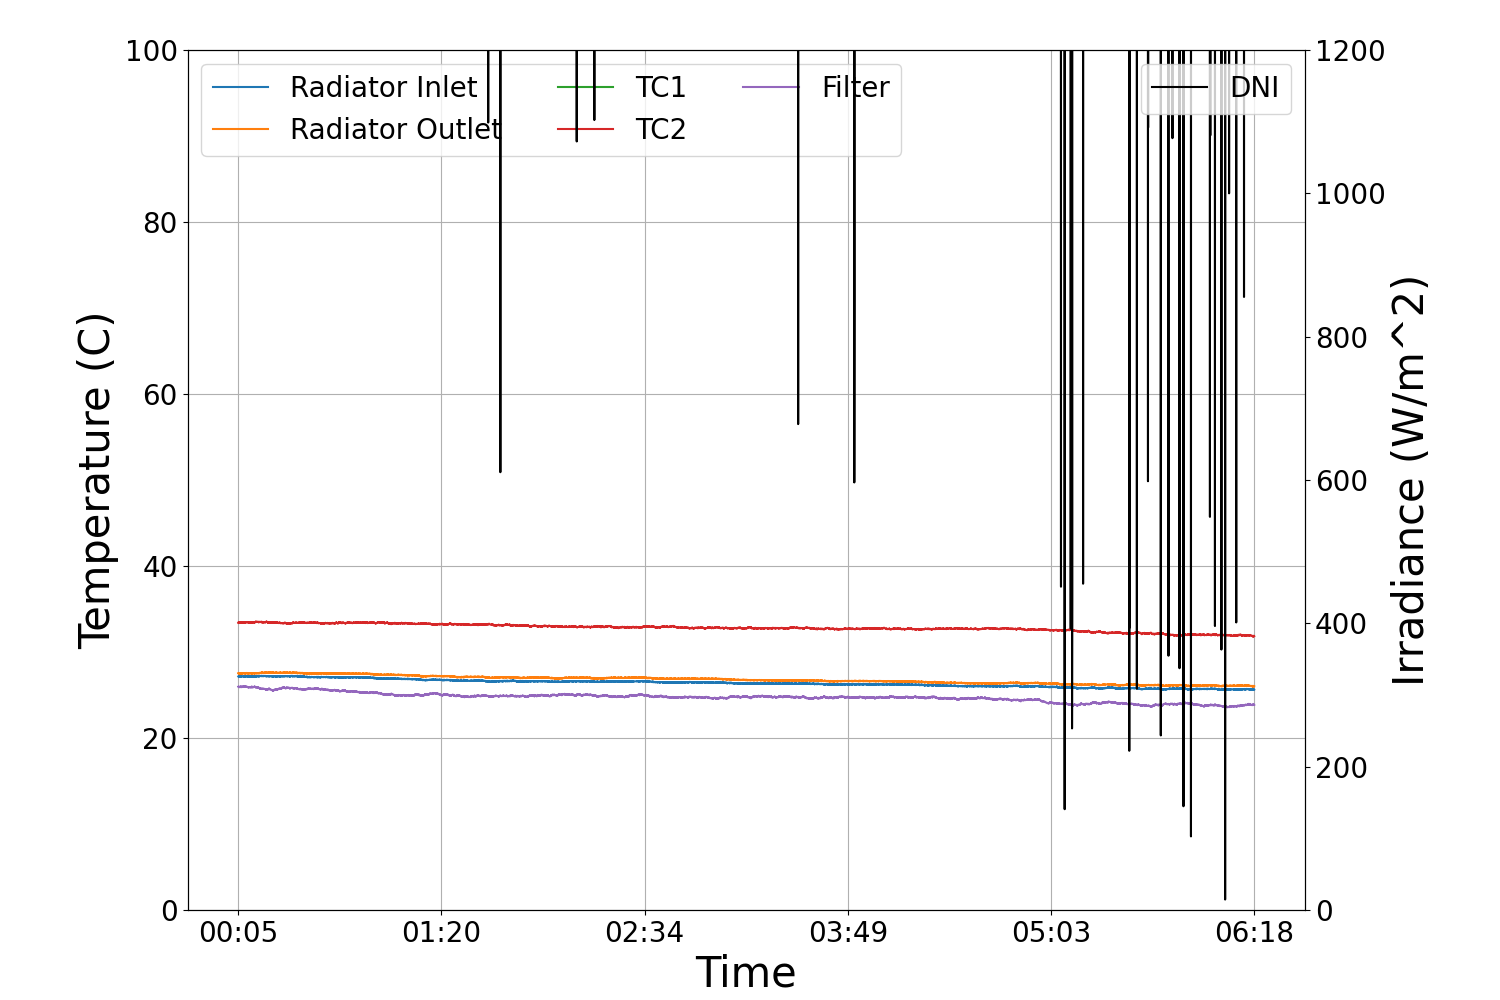 100
80
60
40
20
0
Temperature (C)
Radiator Inlet
Radiator Outlet
TC1
TC2
Filter
DNI
1200
1000
800
600
400
200
0
Irradiance (W/m^2)
00:05 01:20 02:34 03:49 05:03 06:18
Time